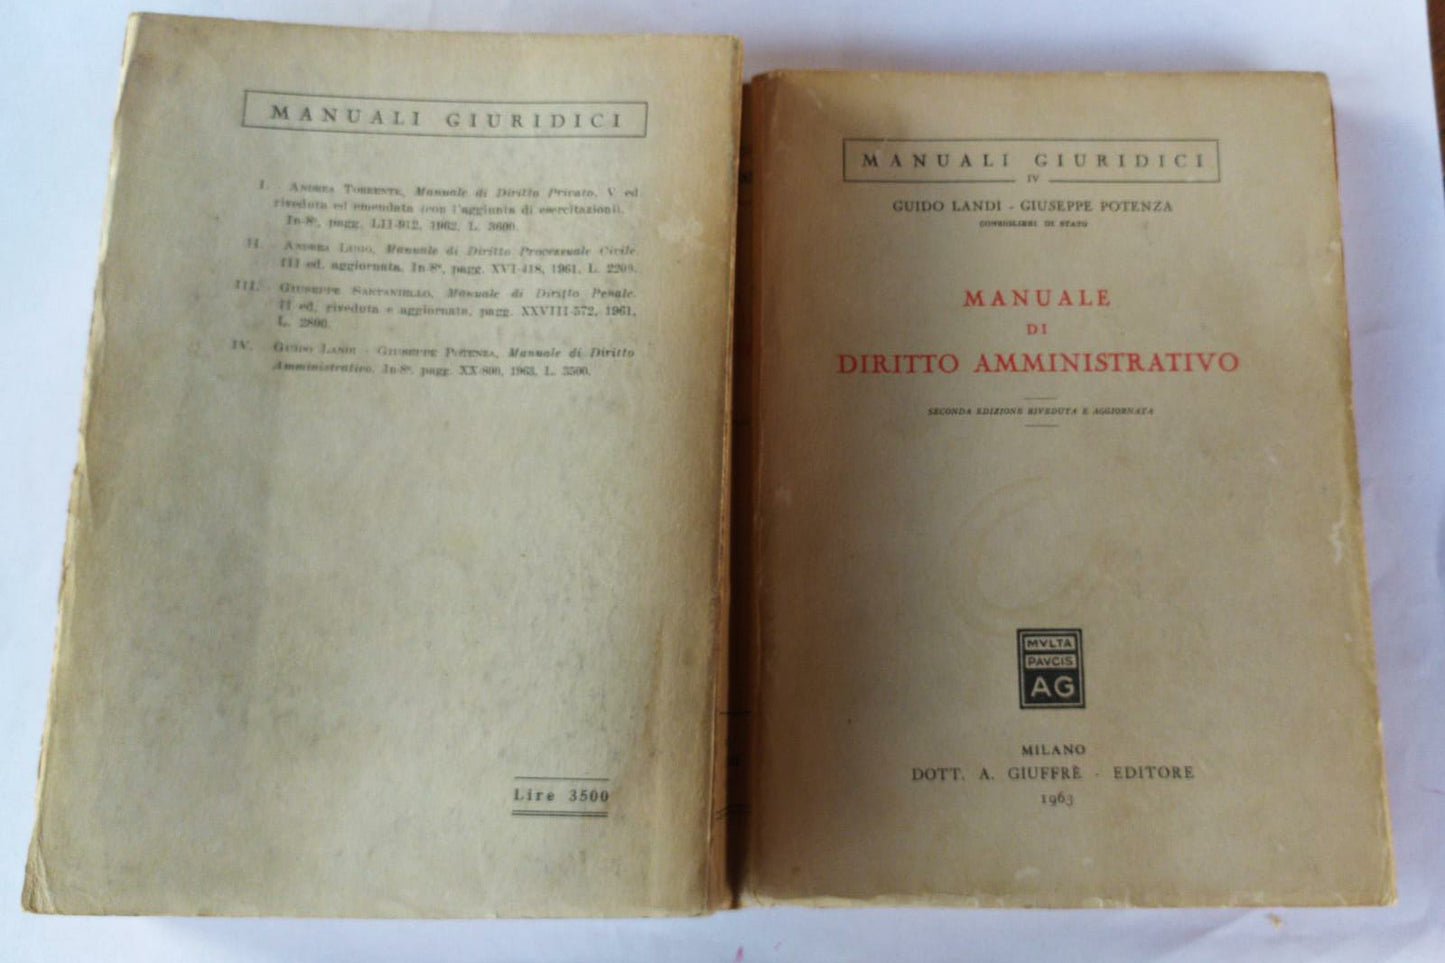 MANUALI GIURIDICI
I. ANDREA TORRENTE, Manuale di Diritto Privato. V ed
riveduta ed emendata (con l'aggiunta di esercitazioni).
In-8º, pagg. LII-912, 1962, L. 3600.
II. ANDREA LUGO, Manuale di Diritto Processuale Civile
III ed. aggiornata. In 8º, pagg. XVI-418, 1961, L. 2200.
III. GIUSEPPE SANTANIELLO, Manuale di Diritto Penale.
II ed. riveduta e aggiornata, pagg. XXVIII-572, 1961,
L. 2800.
IV. GUIDO LANDI - GIUSEPPE POTENZA, Manuale di Diritto
Amministrativo. In-8º, pagg. XX-800, 1963, L. 3500.
Lire 3500
MANUALI GIURIDICI
IV
GUIDO LANDI - GIUSEPPE POTENZA
CONSIGLIERI DI STATO
MANUALE
DI
DIRITTO AMMINISTRATIVO
SECONDA EDIZIONE RIVEDUTA E AGGIORNATA
MVLTA
PAVCIS
AG
MILANO
DOTT. A. GIUFFRÈ - EDITORE
1963